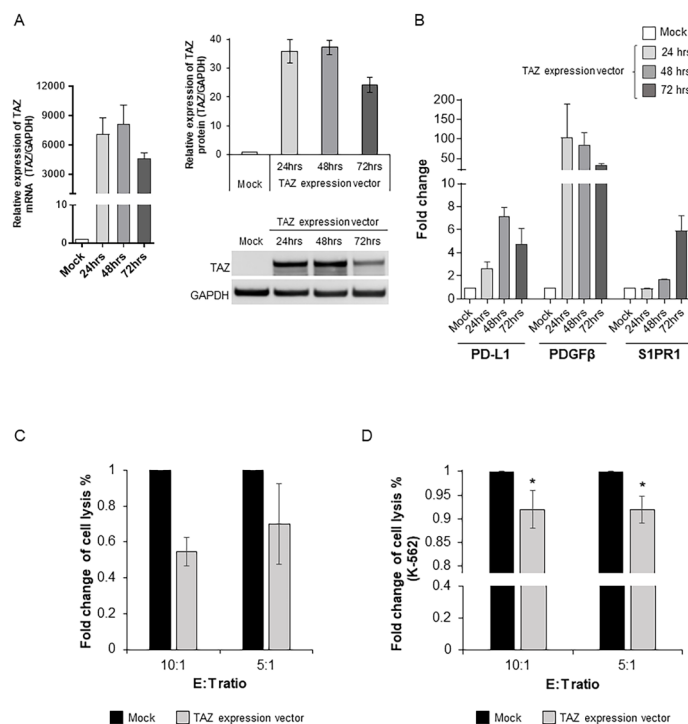 A
Relative expression of TAZ
mRNA (TAZ/GAPDH)
12000
9000
6000
3000
10
0
Mock
24hrs
48hrs
72hrs
Relative expression of TAZ
protein (TAZ/GAPDH)
40
30
20
10
0
24hrs 48hrs 72hrs
Mock TAZ expression vector
TAZ expression vector
Mock 24hrs 48hrs 72hrs
TAZ
GAPDH
B
Mock
24 hrs
TAZ expression vector
48 hrs
72 hrs
Fold change
200
150
100
50
10
8
6
4
2
0
Mock 24hrs 48hrs 72hrs Mock 24hrs 48hrs 72hrs Mock 24hrs 48hrs 72hrs
PD-L1 PDGFβ S1PR1
C
Fold change of cell lysis %
1
0.8
0.6
0.4
0.2
0
10:1 5:1
E:T ratio
Mock TAZ expression vector
D
Fold change of cell lysis %
(K-562)
1
0.95
0.9
0.85
0.4
0.2
0
* *
10:1 5:1
E:T ratio
Mock TAZ expression vector